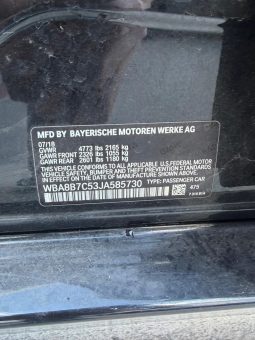 MFD BY BAYERISCHE MOTOREN WERKE AG
07/18
GVWR 4773 lbs 2165 kg
GAWR FRONT 2326 lbs 1055 kg
GAWR REAR 2601 lbs 1180 kg
THIS VEHICLE CONFORMS TO ALL APPLICABLE U.S.FEDERAL MOTOR
VEHICLE SAFETY, BUMPER, AND THEFT PREVENTION STANDARDS
IN EFFECT ON THE DATE OF MANUFACTURE SHOWN ABOVE.
WBA8B7C53JA585730 TYPE: PASSENGER CAR
475